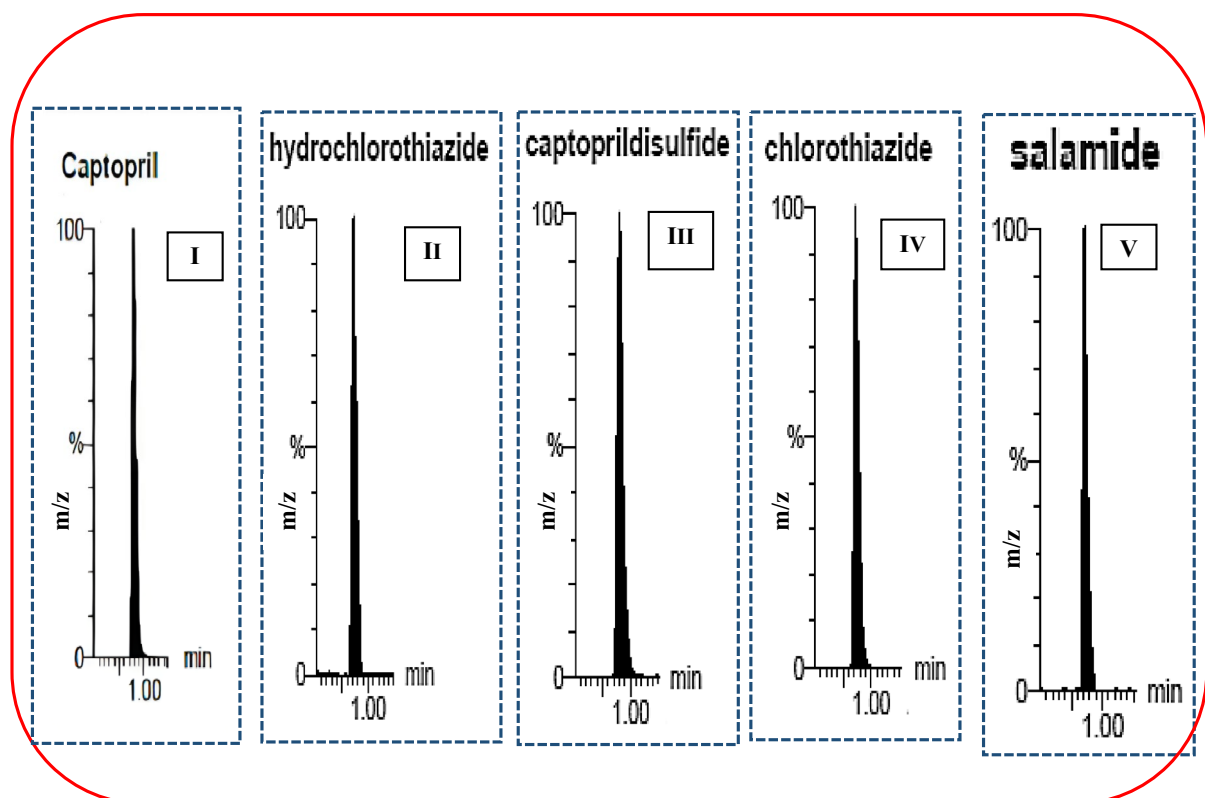 Captopril
I
100
%
m/z
0
min
1.00
hydrochlorothiazide
II
100
%
m/z
0
min
1.00
captoprildisulfide
III
100
%
0
min
1.00
chlorothiazide
IV
100
%
m/z
0
min
1.00
salamide
V
100
%
m/z
0
min
1.00